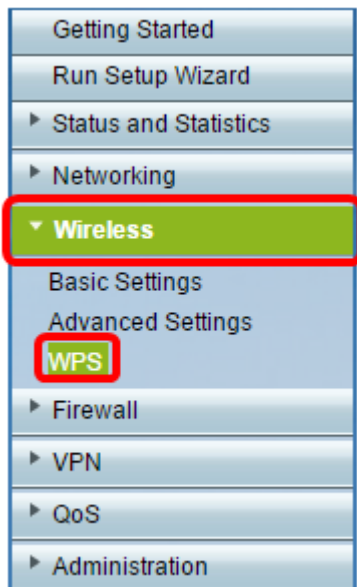 Getting Started
Run Setup Wizard
Status and Statistics
Networking
Wireless
Basic Settings
Advanced Settings
WPS
Firewall
VPN
QoS
Administration